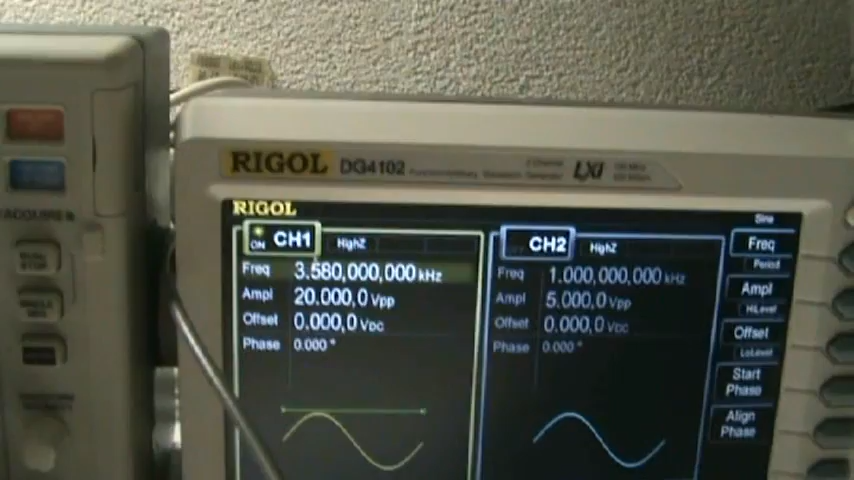 RIGOL DG4102 LXI
RIGOL
ON CH1 HighZ
Freq 3.580,000,000 kHz
Ampl 20.000,0 Vpp
Offset 0.000,0 VDC
Phase 0.000 °
CH2 HighZ
Freq 1.000,000,000 kHz
Ampl 5.000,0 Vpp
Offset 0.000,0 VDC
Phase 0.000 °
Sine
Freq
Period
Ampl
HiLevel
Offset
LoLevel
Start
Phase
Align
Phase
ACQUIRE